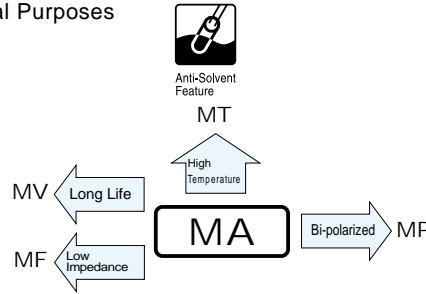 al Purposes
Anti-Solvent
Feature
MT
High
Temperature
MV
Long Life
MA
Bi-polarized
MP
MF
Low
Impedance